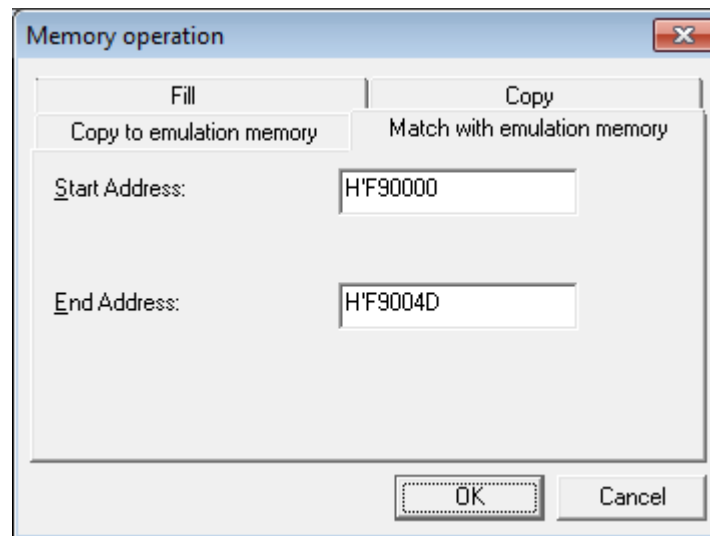 Memory operation
Fill
Copy
Copy to emulation memory
Match with emulation memory
Start Address:
H'F90000
End Address:
H'F9004D
OK
Cancel